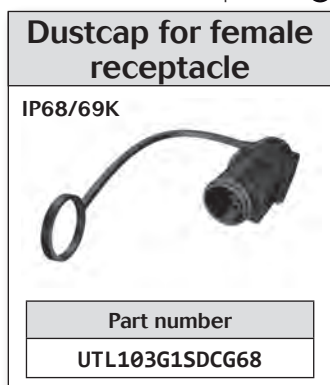 Dustcap for female
receptacle
IP68/69K
Part number
UTL103G1SDCG68